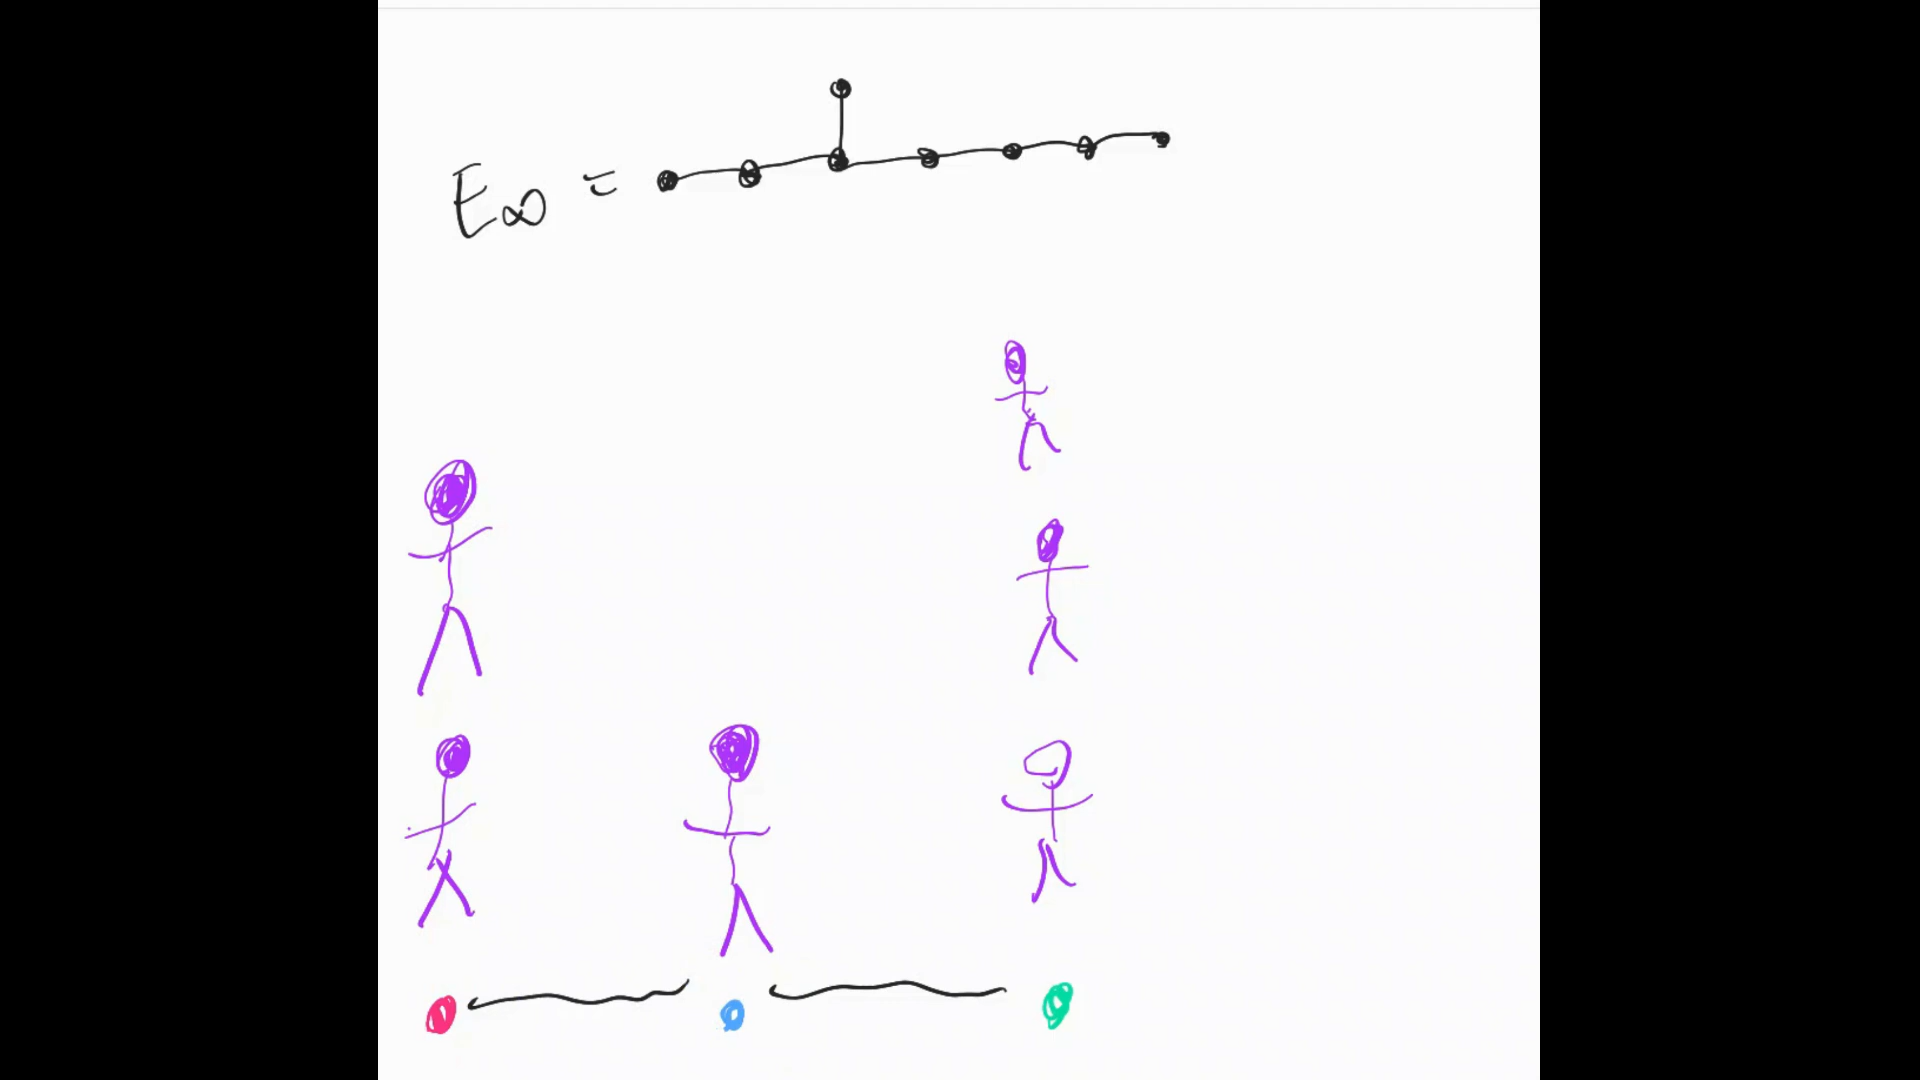 E∞ =